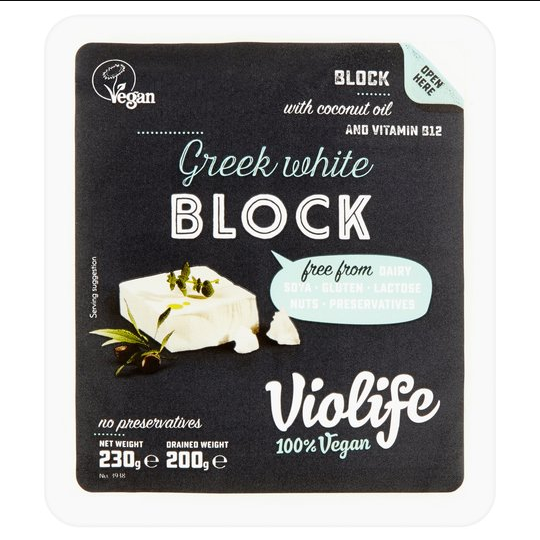 Vegan
BLOCK
with coconut oil
AND VITAMIN B12
OPEN
HERE
Greek white
BLOCK
free from DAIRY
SOYA · GLUTEN · LACTOSE
NUTS · PRESERVATIVES
Serving suggestion
Violife
100% Vegan
no preservatives
NET WEIGHT
230g ℮
DRAINED WEIGHT
200g ℮